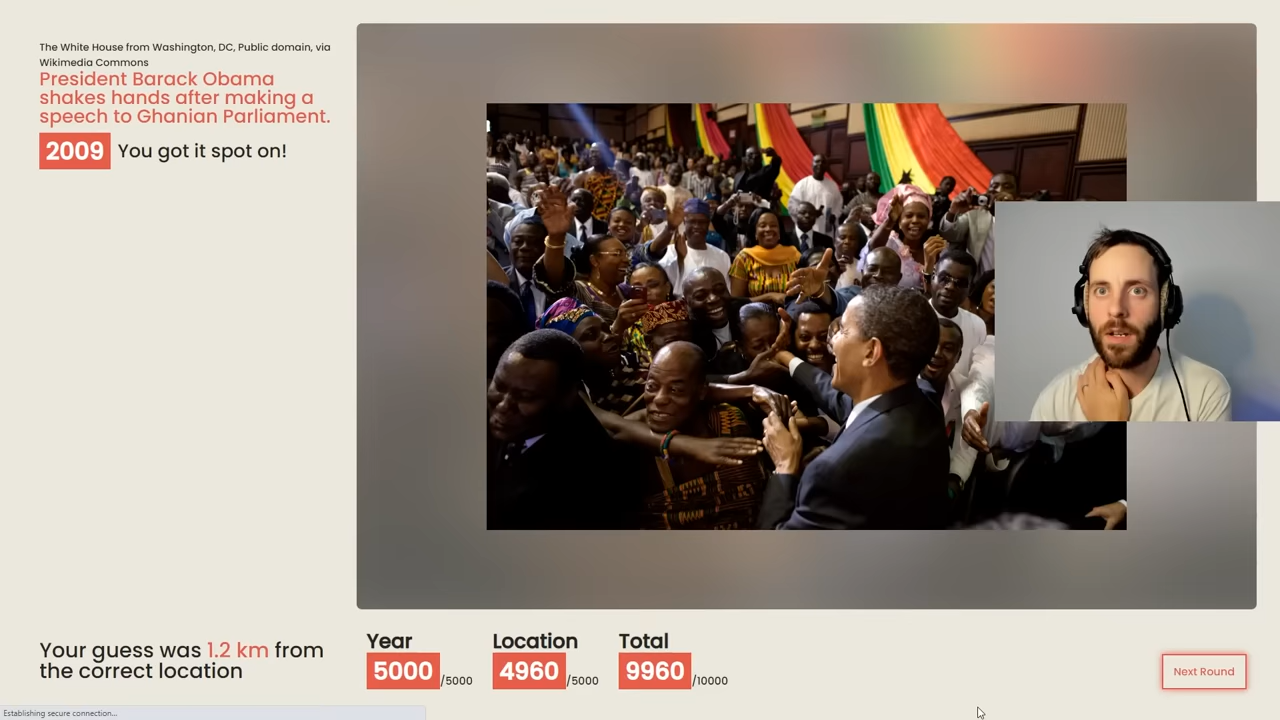 The White House from Washington, DC, Public domain, via
Wikimedia Commons
President Barack Obama
shakes hands after making a
speech to Ghanian Parliament.
2009 You got it spot on!
Your guess was 1.2 km from
the correct location
Year Location Total
5000/5000 4960/5000 9960/10000
Next Round
Establishing secure connection...